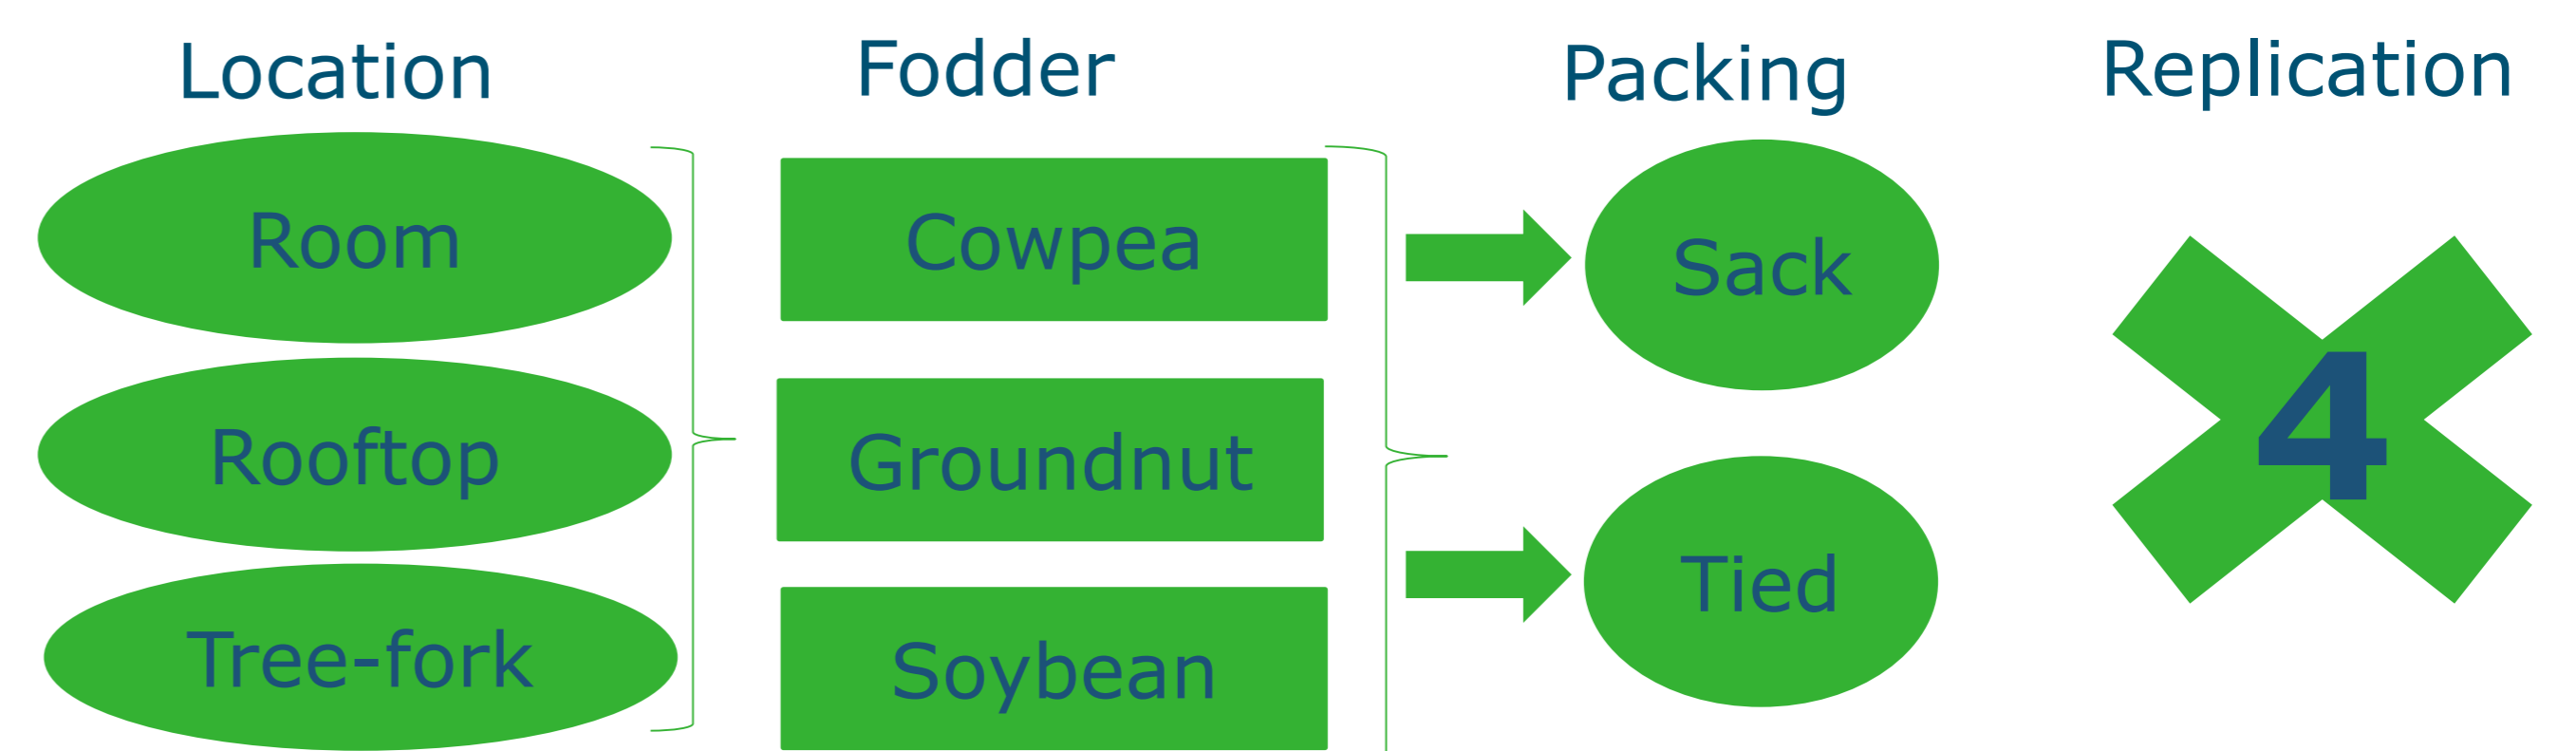 Location
Fodder
Packing
Replication
Room
Cowpea
Sack
Rooftop
Groundnut
4
Tied
Tree-fork
Soybean